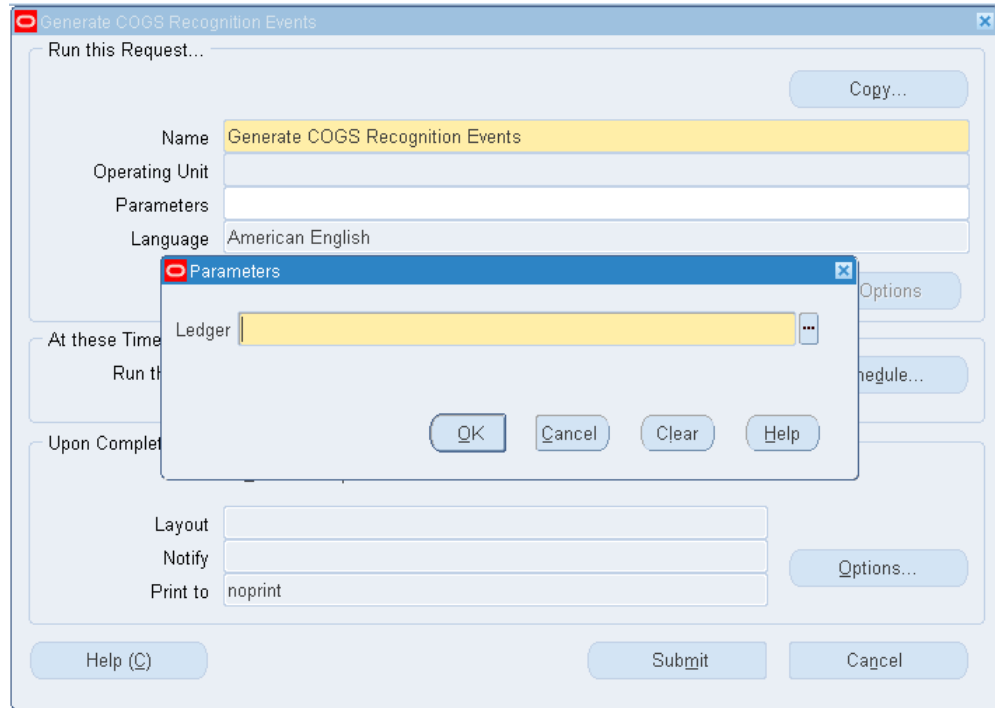 Generate COGS Recognition Events
Run this Request...
Copy...
Name Generate COGS Recognition Events
Operating Unit
Parameters
Language American English
Parameters
Options
Ledger
At these Time
Run th
hedule...
OK Cancel Clear Help
Upon Complet
Layout
Notify
Options...
Print to noprint
Help (C) Submit Cancel